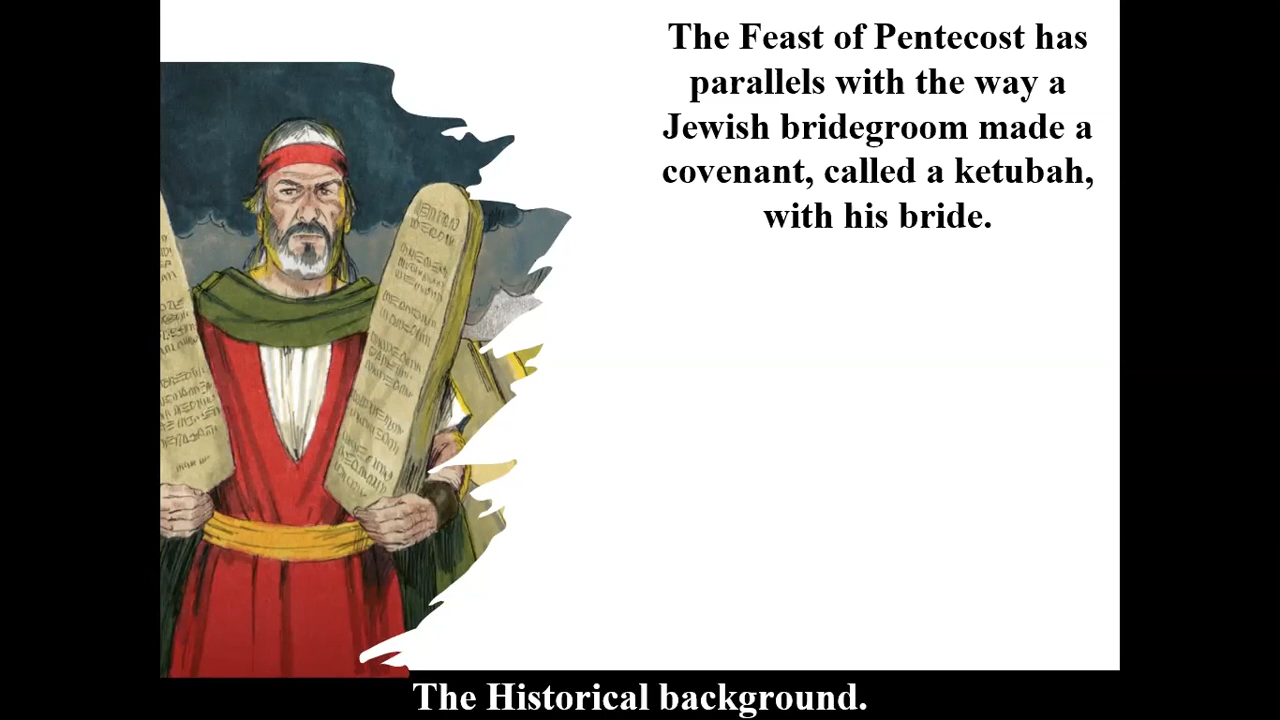 The Feast of Pentecost has
parallels with the way a
Jewish bridegroom made a
covenant, called a ketubah,
with his bride.
The Historical background.